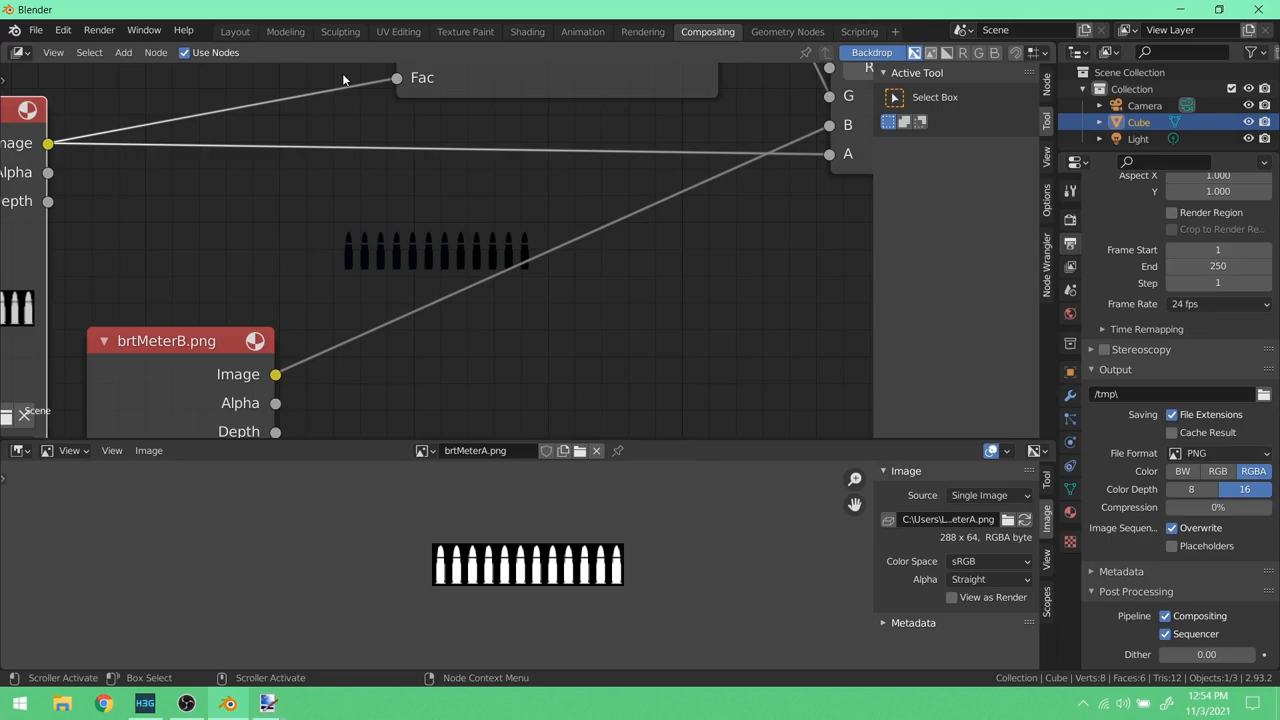 Blender
File Edit Render Window Help Layout Modeling Sculpting UV Editing Texture Paint Shading Animation Rendering Compositing Geometry Nodes Scripting + Scene View Layer
View Select Add Node Use Nodes Backdrop R G B
Fac
mage
lpha
epth
Scene
R
G
B
A
brtMeterB.png
Image
Alpha
Depth
Active Tool
Select Box
Node
Tool
View
Options
Node Wrangler
Scene Collection
Collection
Camera
Cube
Light
Aspect X 1.000
Y 1.000
Render Region
Crop to Render Re...
Frame Start 1
End 250
Step 1
Frame Rate 24 fps
Time Remapping
Stereoscopy
Output
/tmp\
Saving File Extensions
Cache Result
File Format PNG
Color BW RGB RGBA
Color Depth 8 16
Compression 0%
Image Sequen... Overwrite
Placeholders
Metadata
Post Processing
Pipeline Compositing
Sequencer
Dither 0.00
View View Image brtMeterA.png
Image
Source Single Image
C:\Users\L...eterA.png
288 x 64, RGBA byte
Color Space sRGB
Alpha Straight
View as Render
Metadata
Tool
Image
View
Scopes
Scroller Activate Box Select Scroller Activate Node Context Menu Collection | Cube | Verts:8 | Faces:6 | Tris:12 | Objects:1/3 | 2.93.2
H3G
12:54 PM
11/3/2021